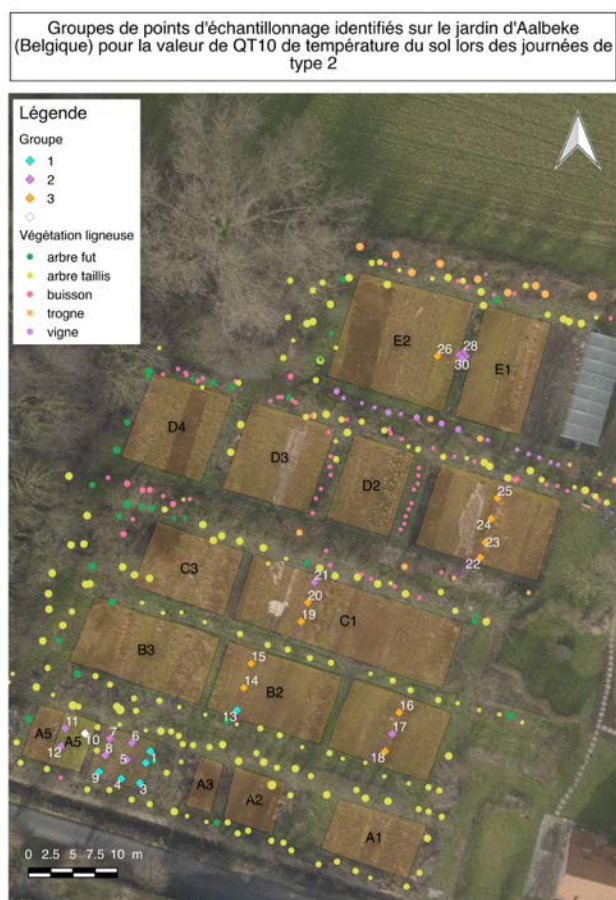 Groupes de points d'échantillonnage identifiés sur le jardin d'Aalbeke
(Belgique) pour la valeur de QT10 de température du sol lors des journées de
type 2
Légende
Groupe
1
2
3
Végétation ligneuse
arbre fut
arbre taillis
buisson
trogne
vigne
E2
26
28
30
E1
D4
D3
D2
25
24
23
22
C3
21
20
19
C1
B3
15
14
13
B2
16
17
18
A5
11
A5
10
12
7
6
8
5
1
9
4
3
A3
A2
A1
0 2.5 5 7.5 10 m